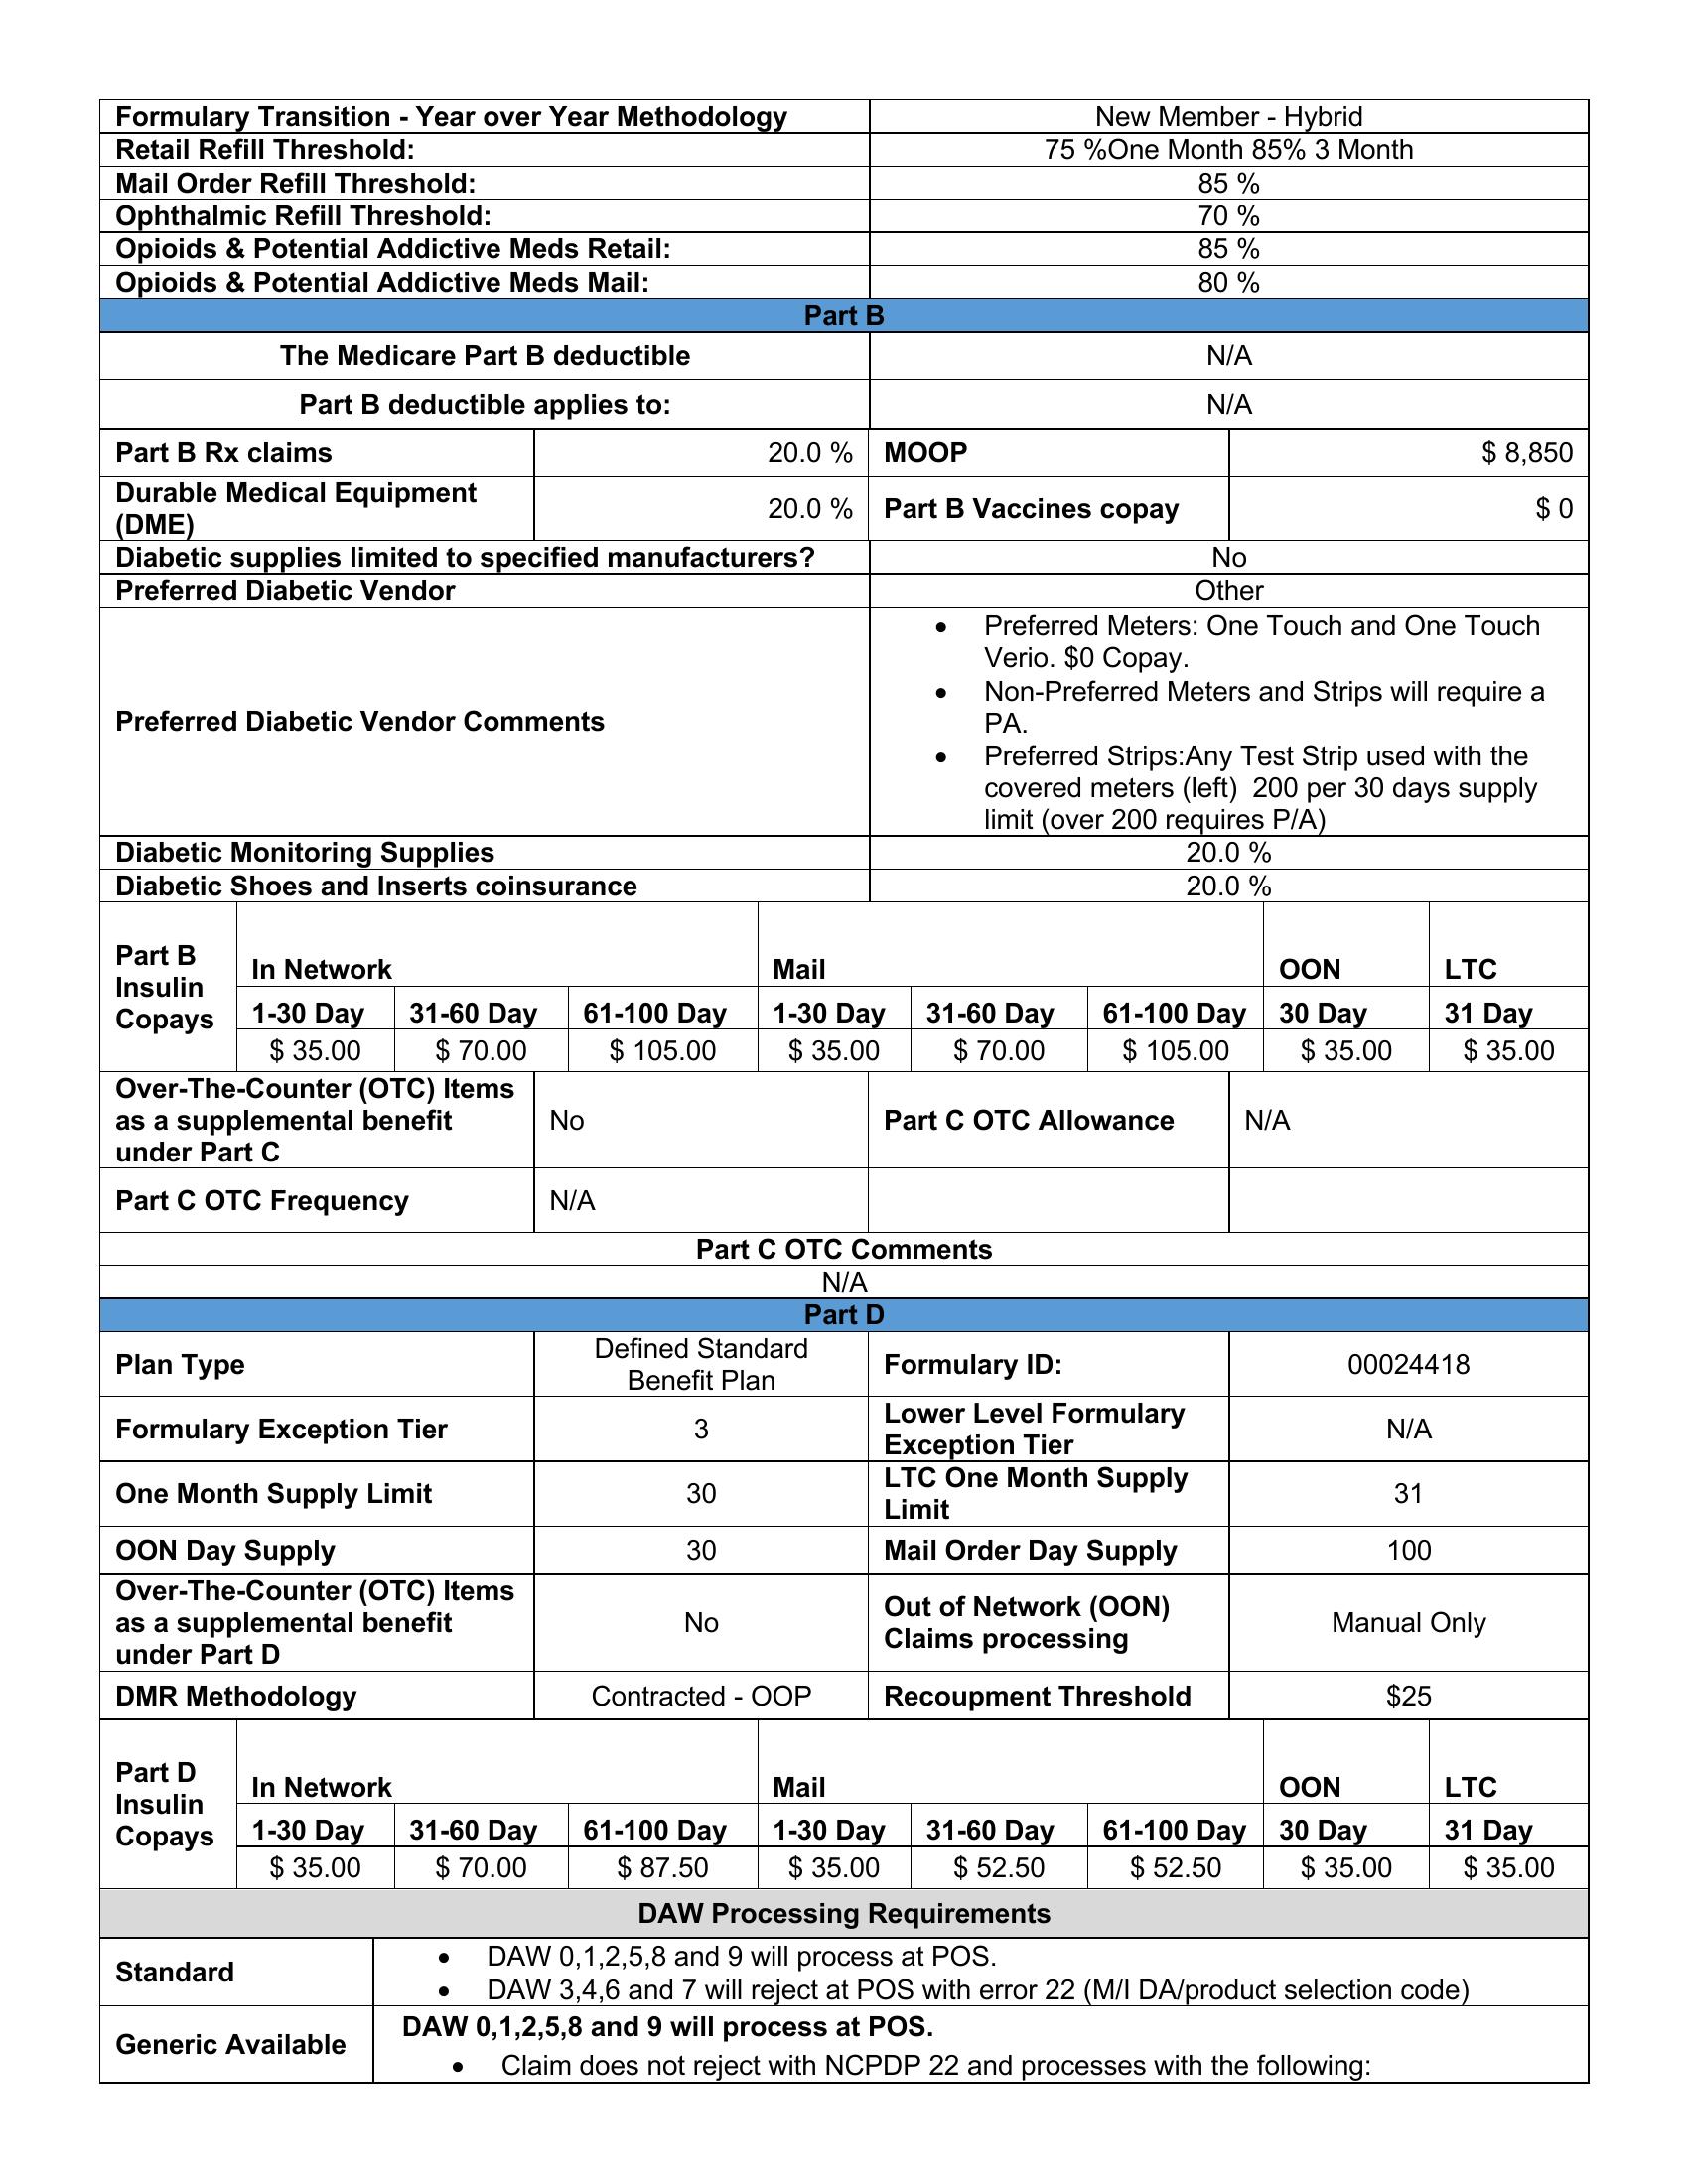 Formulary Transition - Year over Year Methodology New Member - Hybrid
Retail Refill Threshold: 75 %One Month 85% 3 Month
Mail Order Refill Threshold: 85 %
Ophthalmic Refill Threshold: 70 %
Opioids & Potential Addictive Meds Retail: 85 %
Opioids & Potential Addictive Meds Mail: 80 %
Part B
The Medicare Part B deductible N/A
Part B deductible applies to: N/A
Part B Rx claims 20.0 % MOOP $ 8,850
Durable Medical Equipment
(DME) 20.0 % Part B Vaccines copay $ 0
Diabetic supplies limited to specified manufacturers? No
Preferred Diabetic Vendor Other
Preferred Diabetic Vendor Comments
• Preferred Meters: One Touch and One Touch
Verio. $0 Copay.
• Non-Preferred Meters and Strips will require a
PA.
• Preferred Strips:Any Test Strip used with the
covered meters (left)  200 per 30 days supply
limit (over 200 requires P/A)
Diabetic Monitoring Supplies 20.0 %
Diabetic Shoes and Inserts coinsurance 20.0 %
Part B
Insulin
Copays
In Network Mail OON LTC
1-30 Day 31-60 Day 61-100 Day 1-30 Day 31-60 Day 61-100 Day 30 Day 31 Day
$ 35.00 $ 70.00 $ 105.00 $ 35.00 $ 70.00 $ 105.00 $ 35.00 $ 35.00
Over-The-Counter (OTC) Items
as a supplemental benefit
under Part C
No Part C OTC Allowance N/A
Part C OTC Frequency N/A
Part C OTC Comments
N/A
Part D
Plan Type
Defined Standard
Benefit Plan
Formulary ID: 00024418
Formulary Exception Tier 3
Lower Level Formulary
Exception Tier
N/A
One Month Supply Limit 30
LTC One Month Supply
Limit
31
OON Day Supply 30 Mail Order Day Supply 100
Over-The-Counter (OTC) Items
as a supplemental benefit
under Part D
No
Out of Network (OON)
Claims processing
Manual Only
DMR Methodology Contracted - OOP Recoupment Threshold $25
Part D
Insulin
Copays
In Network Mail OON LTC
1-30 Day 31-60 Day 61-100 Day 1-30 Day 31-60 Day 61-100 Day 30 Day 31 Day
$ 35.00 $ 70.00 $ 87.50 $ 35.00 $ 52.50 $ 52.50 $ 35.00 $ 35.00
DAW Processing Requirements
Standard
• DAW 0,1,2,5,8 and 9 will process at POS.
• DAW 3,4,6 and 7 will reject at POS with error 22 (M/I DA/product selection code)
Generic Available
DAW 0,1,2,5,8 and 9 will process at POS.
• Claim does not reject with NCPDP 22 and processes with the following: